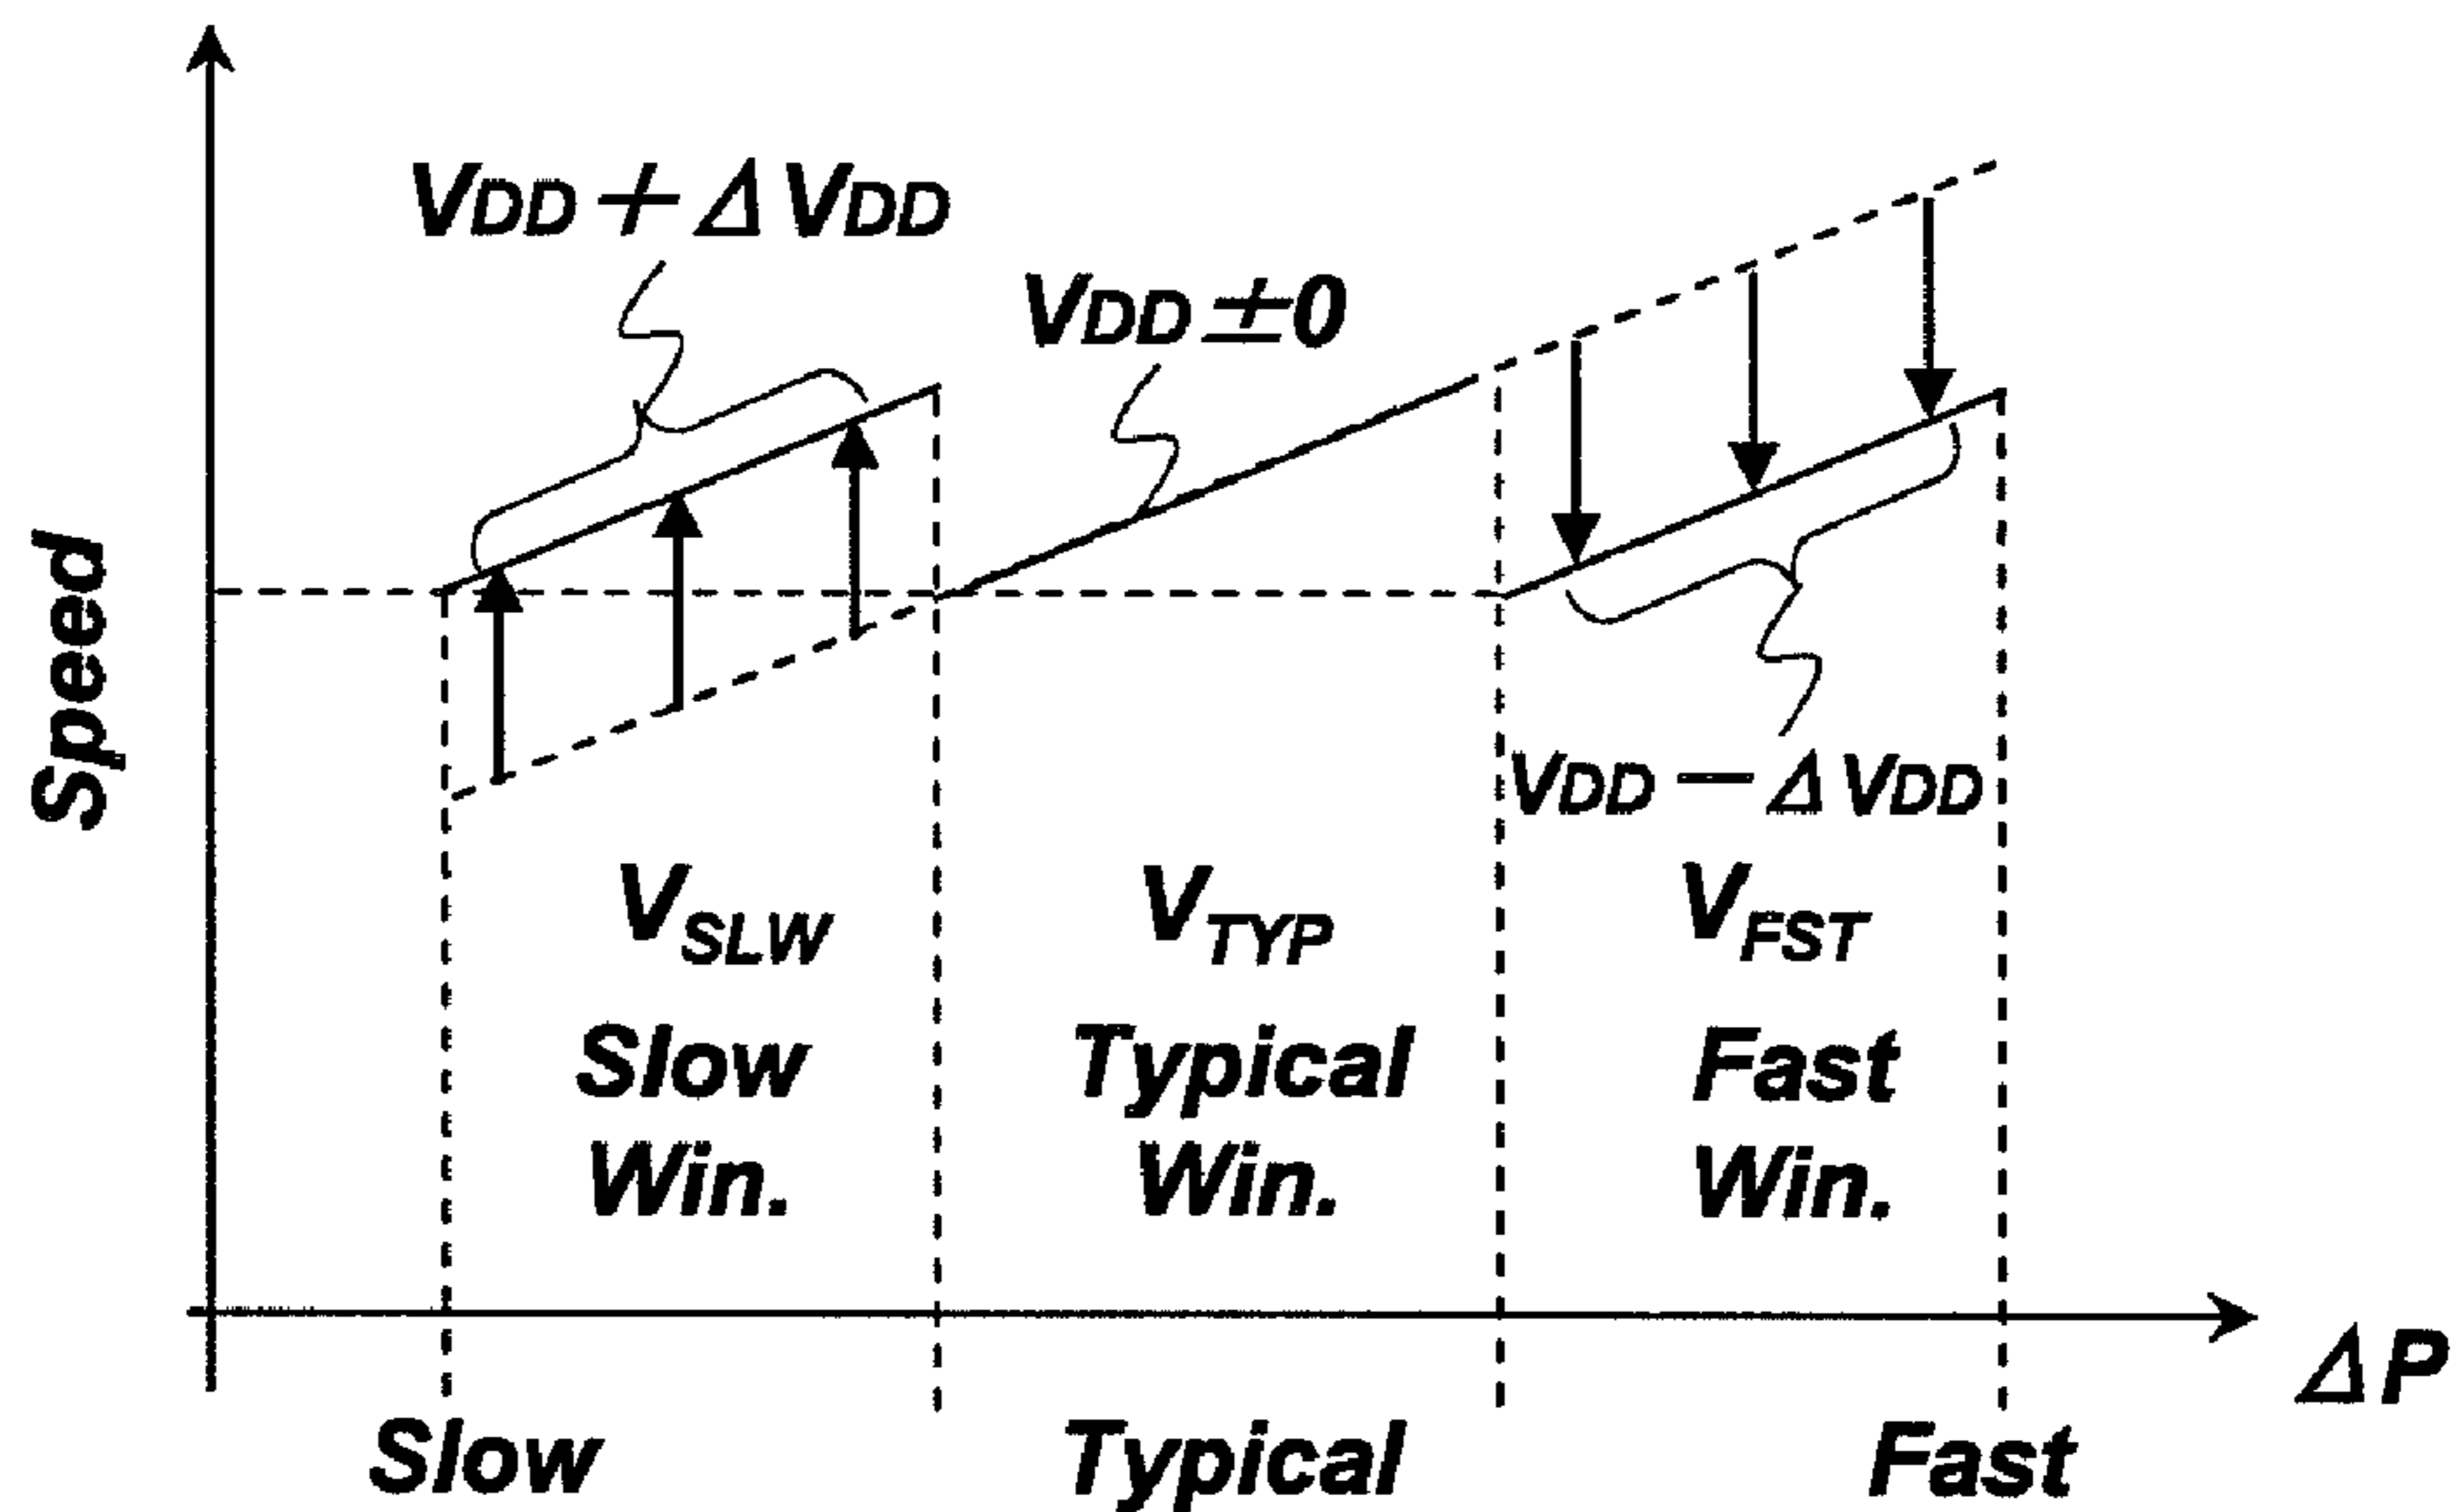 VDD+ΔVDD
VDD±0
Speed
VDD−ΔVDD
VSLW
VTYP
VFST
Slow
Win.
Typical
Win.
Fast
Win.
ΔP
Slow
Typical
Fast